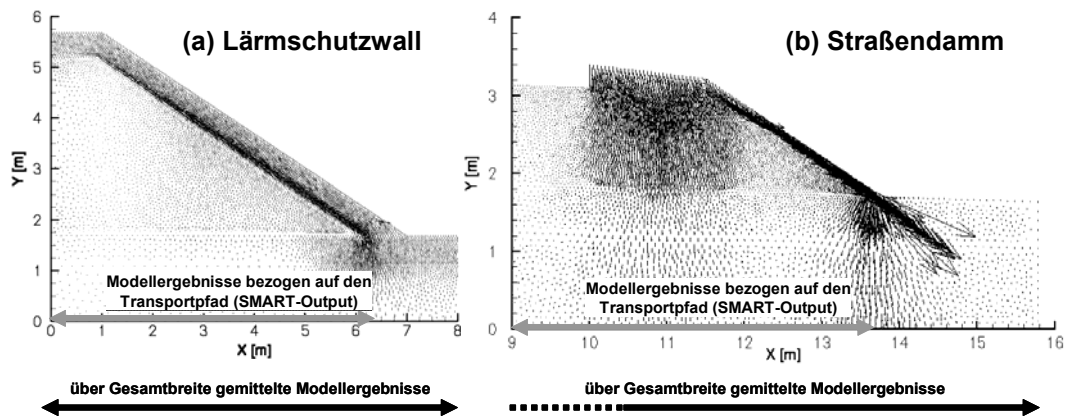 (a) Lärmschutzwall
6
5
4
3
2
1
0
Y [m]
Modellergebnisse bezogen auf den
Transportpfad (SMART-Output)
0 1 2 3 4 5 6 7 8
X [m]
über Gesamtbreite gemittelte Modellergebnisse
(b) Straßendamm
4
3
2
1
0
Y [m]
Modellergebnisse bezogen auf den
Transportpfad (SMART-Output)
9 10 11 12 13 14 15 16
X [m]
über Gesamtbreite gemittelte Modellergebnisse